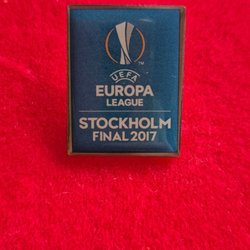 UEFA
EUROPA
LEAGUE
STOCKHOLM
FINAL 2017